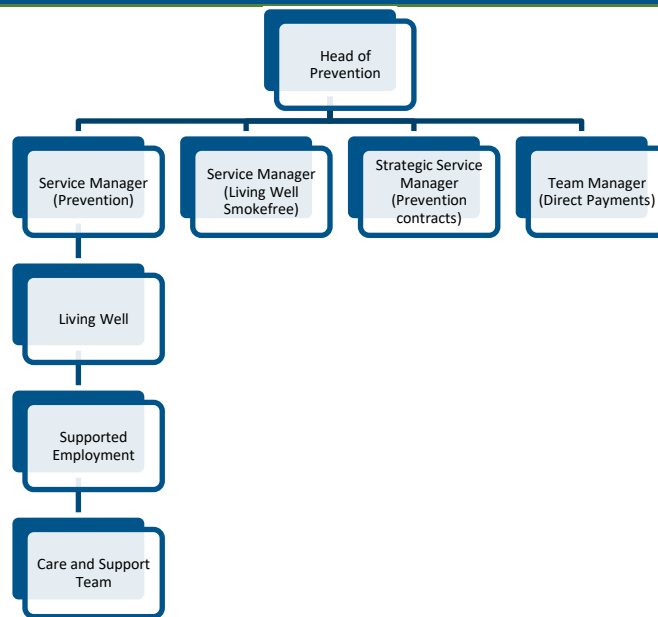 Head of
Prevention
Service Manager
(Prevention)
Service Manager
(Living Well
Smokefree)
Strategic Service
Manager
(Prevention
contracts)
Team Manager
(Direct Payments)
Living Well
Supported
Employment
Care and Support
Team